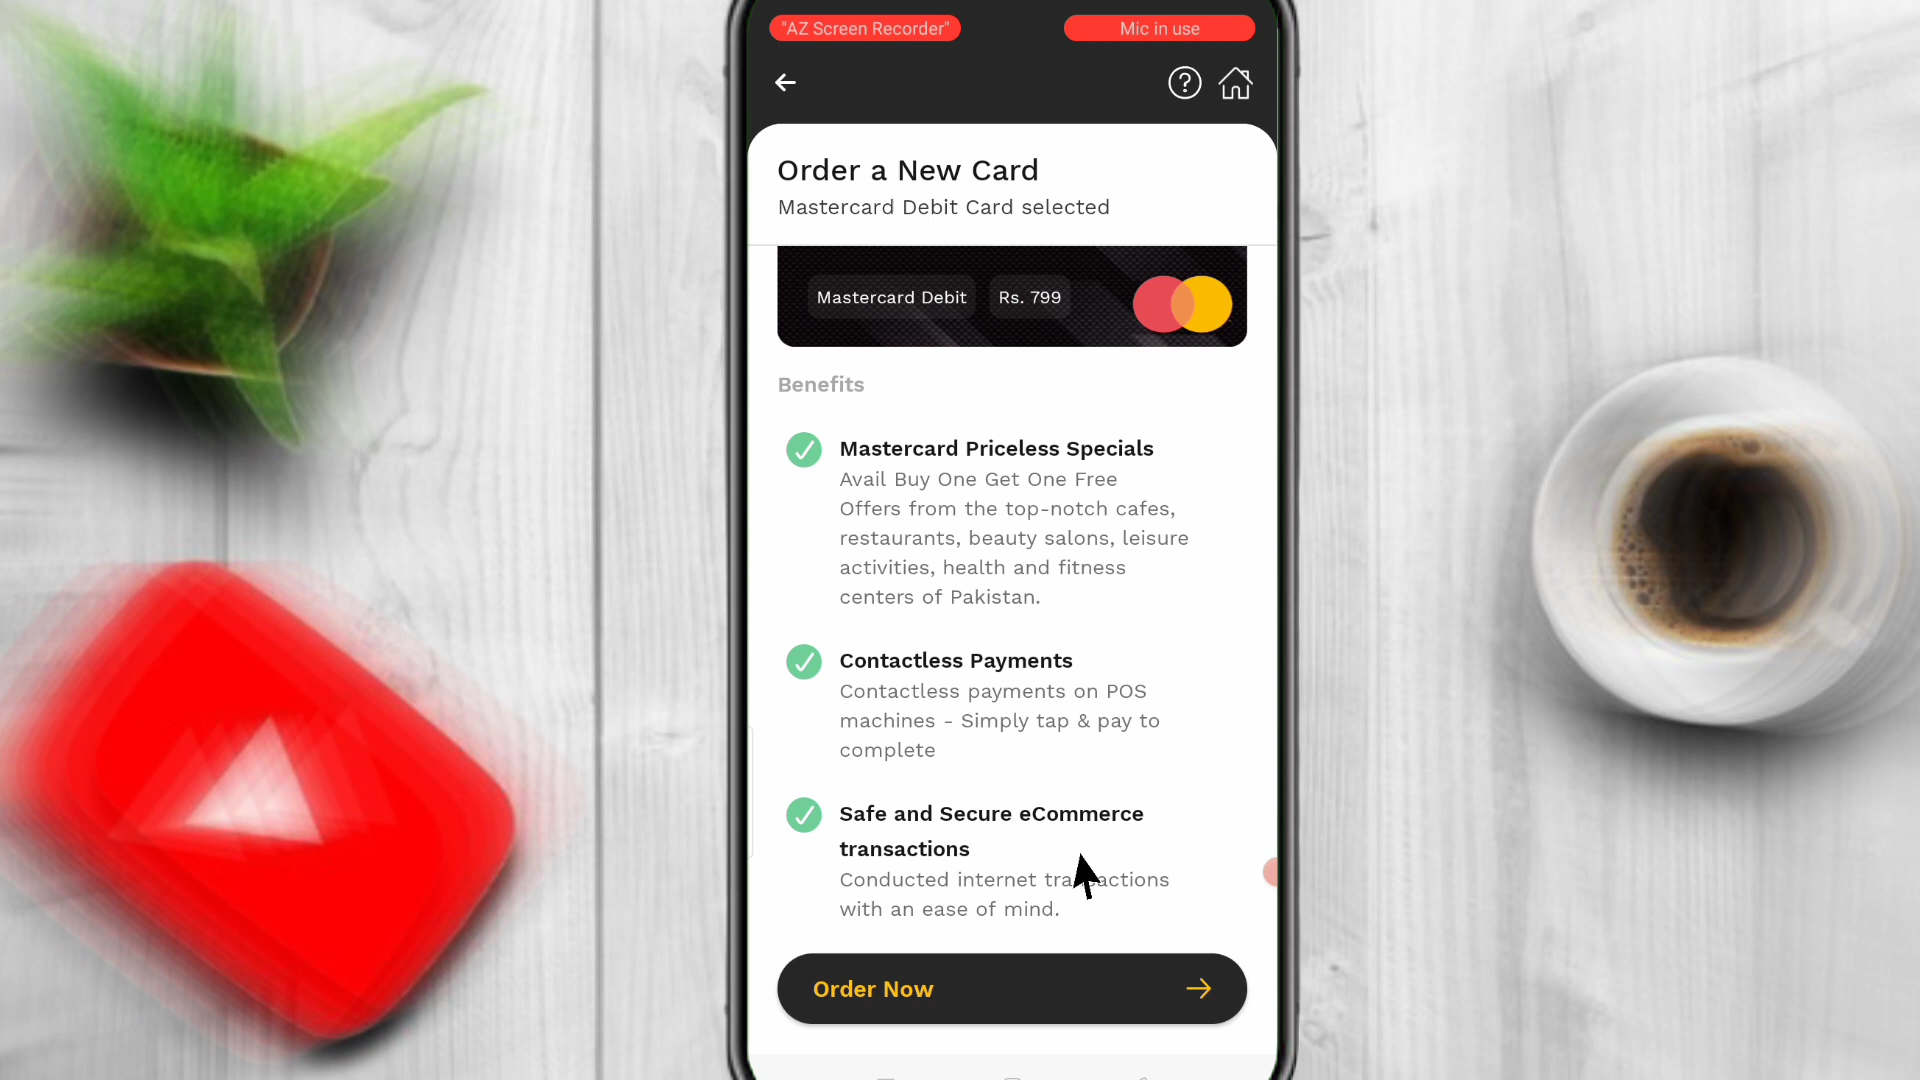 "AZ Screen Recorder"
Mic in use
Order a New Card
Mastercard Debit Card selected
Mastercard Debit Rs. 799
Benefits
Mastercard Priceless Specials
Avail Buy One Get One Free
Offers from the top-notch cafes,
restaurants, beauty salons, leisure
activities, health and fitness
centers of Pakistan.
Contactless Payments
Contactless payments on POS
machines - Simply tap & pay to
complete
Safe and Secure eCommerce
transactions
Conducted internet transactions
with an ease of mind.
Order Now